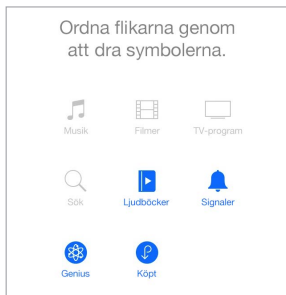 Ordna flikarna genom
att dra symbolerna.
Musik Filmer TV-program
Sök Ljudböcker Signaler
Genius Köpt